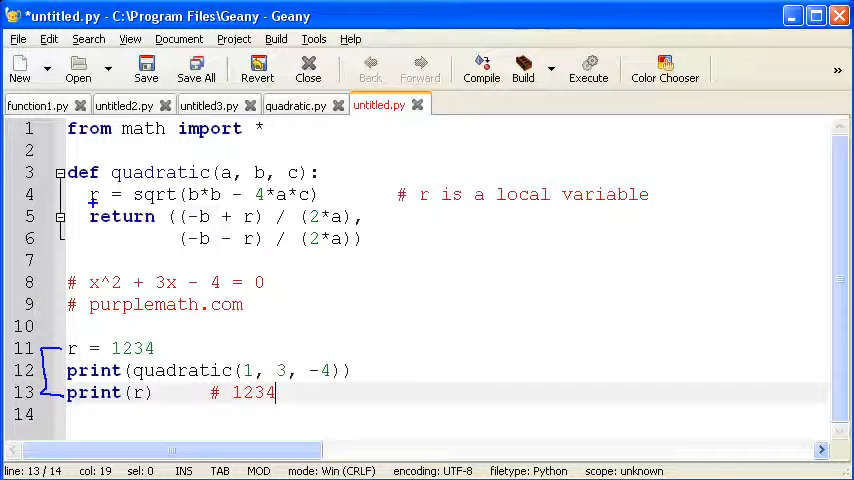 *untitled.py - C:\Program Files\Geany - Geany
File Edit Search View Document Project Build Tools Help
New Open Save Save All Revert Close Back Forward Compile Build Execute Color Chooser »
function1.py untitled2.py untitled3.py quadratic.py untitled.py
1 from math import *
2
3 def quadratic(a, b, c):
4 r = sqrt(b*b - 4*a*c) # r is a local variable
5 return ((-b + r) / (2*a),
6 (-b - r) / (2*a))
7
8 # x^2 + 3x - 4 = 0
9 # purplemath.com
10
11 r = 1234
12 print(quadratic(1, 3, -4))
13 print(r) # 1234
14
line: 13 / 14 col: 19 sel: 0 INS TAB MOD mode: Win (CRLF) encoding: UTF-8 filetype: Python scope: unknown